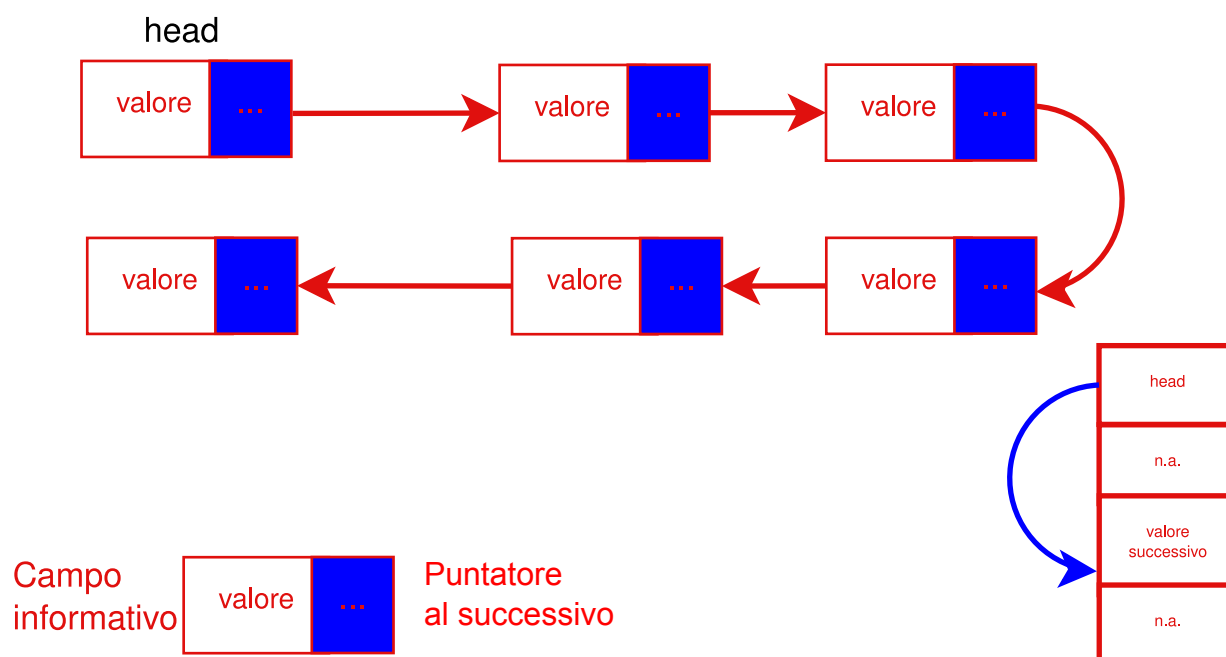 head
valore ... valore ... valore ...
valore ... valore ... valore ...
head
n.a.
valore
successivo
n.a.
Campo
informativo
valore ...
Puntatore
al successivo